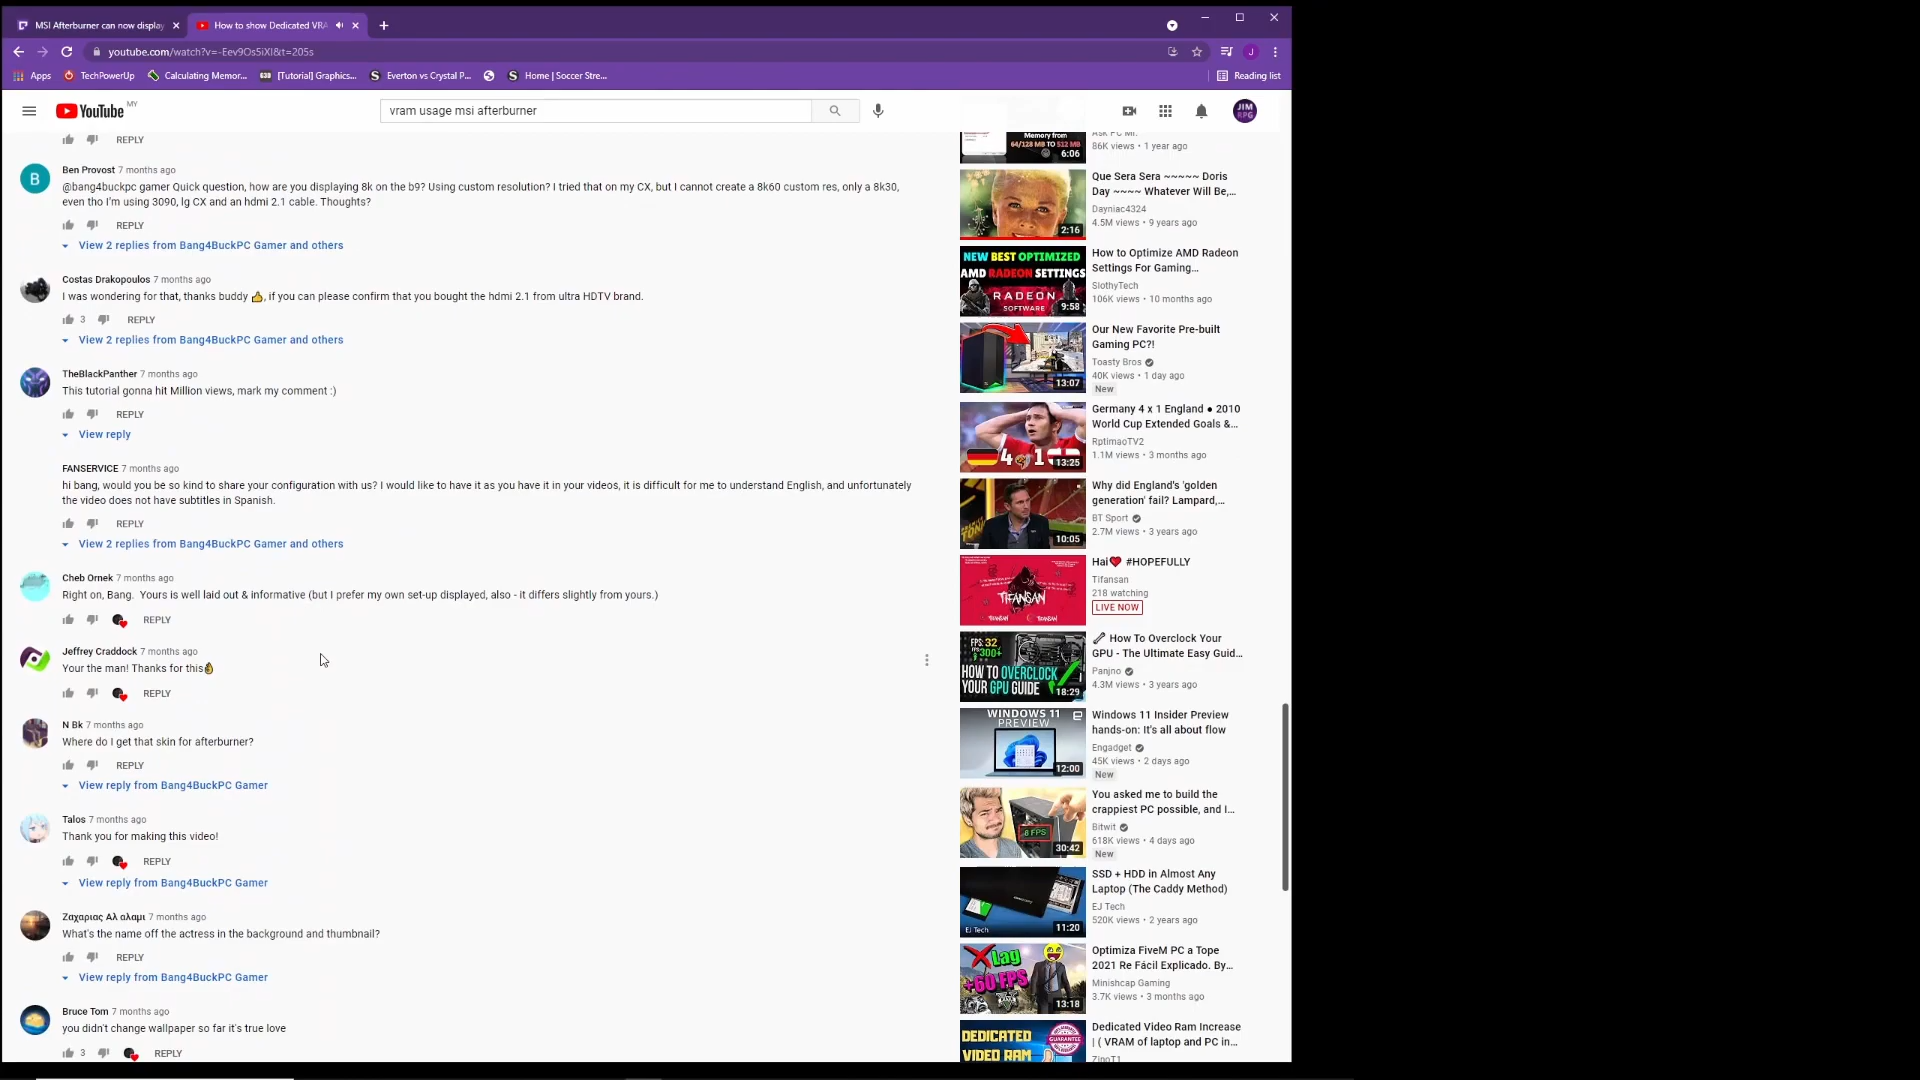 MSI Afterburner can now display
How to show Dedicated VRA
youtube.com/watch?v=-Eev9Os5iXI&t=205s
J
Apps
TechPowerUp
Calculating Memor...
[Tutorial] Graphics...
Everton vs Crystal P...
Home | Soccer Stre...
Reading list
YouTube MY
vram usage msi afterburner
JIM RPG
REPLY
Ben Provost 7 months ago
@bang4buckpc gamer Quick question, how are you displaying 8k on the b9? Using custom resolution? I tried that on my CX, but I cannot create a 8k60 custom res, only a 8k30,
even tho I'm using 3090, lg CX and an hdmi 2.1 cable. Thoughts?
REPLY
View 2 replies from Bang4BuckPC Gamer and others
Costas Drakopoulos 7 months ago
I was wondering for that, thanks buddy 👍, if you can please confirm that you bought the hdmi 2.1 from ultra HDTV brand.
3 REPLY
View 2 replies from Bang4BuckPC Gamer and others
TheBlackPanther 7 months ago
This tutorial gonna hit Million views, mark my comment :)
REPLY
View reply
FANSERVICE 7 months ago
hi bang, would you be so kind to share your configuration with us? I would like to have it as you have it in your videos, it is difficult for me to understand English, and unfortunately
the video does not have subtitles in Spanish.
REPLY
View 2 replies from Bang4BuckPC Gamer and others
Cheb Ornek 7 months ago
Right on, Bang.  Yours is well laid out & informative (but I prefer my own set-up displayed, also - it differs slightly from yours.)
REPLY
Jeffrey Craddock 7 months ago
Your the man! Thanks for this
REPLY
N Bk 7 months ago
Where do I get that skin for afterburner?
REPLY
View reply from Bang4BuckPC Gamer
Talos 7 months ago
Thank you for making this video!
REPLY
View reply from Bang4BuckPC Gamer
Ζαχαριας Αλ αλαμι 7 months ago
What's the name off the actress in the background and thumbnail?
REPLY
View reply from Bang4BuckPC Gamer
Bruce Tom 7 months ago
you didn't change wallpaper so far it's true love
3 REPLY
Memory from
64/128 MB TO 512 MB
6:06
Ask PC Mr.
86K views • 1 year ago
2:16
Que Sera Sera ~~~~~ Doris
Day ~~~~ Whatever Will Be,...
Dayniac4324
4.5M views • 9 years ago
NEW BEST OPTIMIZED
AMD RADEON SETTINGS
RADEON
SOFTWARE
9:58
How to Optimize AMD Radeon
Settings For Gaming...
SlothyTech
106K views • 10 months ago
13:07
Our New Favorite Pre-built
Gaming PC?!
Toasty Bros
40K views • 1 day ago
New
4 1
13:25
Germany 4 x 1 England ● 2010
World Cup Extended Goals &...
RptimaoTV2
1.1M views • 3 months ago
10:05
Why did England's 'golden
generation' fail? Lampard,...
BT Sport
2.7M views • 3 years ago
TIFANSAN
Hai❤ #HOPEFULLY
Tifansan
218 watching
LIVE NOW
FPS: 32
300+
HOW TO OVERCLOCK
YOUR GPU GUIDE
18:29
How To Overclock Your
GPU - The Ultimate Easy Guid...
Panjno
4.3M views • 3 years ago
WINDOWS 11
PREVIEW
12:00
Windows 11 Insider Preview
hands-on: It's all about flow
Engadget
45K views • 2 days ago
New
8 FPS
30:42
You asked me to build the
crappiest PC possible, and I...
Bitwit
618K views • 4 days ago
New
EJ Tech
11:20
SSD + HDD in Almost Any
Laptop (The Caddy Method)
EJ Tech
520K views • 2 years ago
Lag
+60 FPS
13:18
Optimiza FiveM PC a Tope
2021 Re Fácil Explicado. By...
Minishcap Gaming
3.7K views • 3 months ago
DEDICATED
VIDEO RAM
GUARANTEE
Dedicated Video Ram Increase
| ( VRAM of laptop and PC in...
ZinoT1